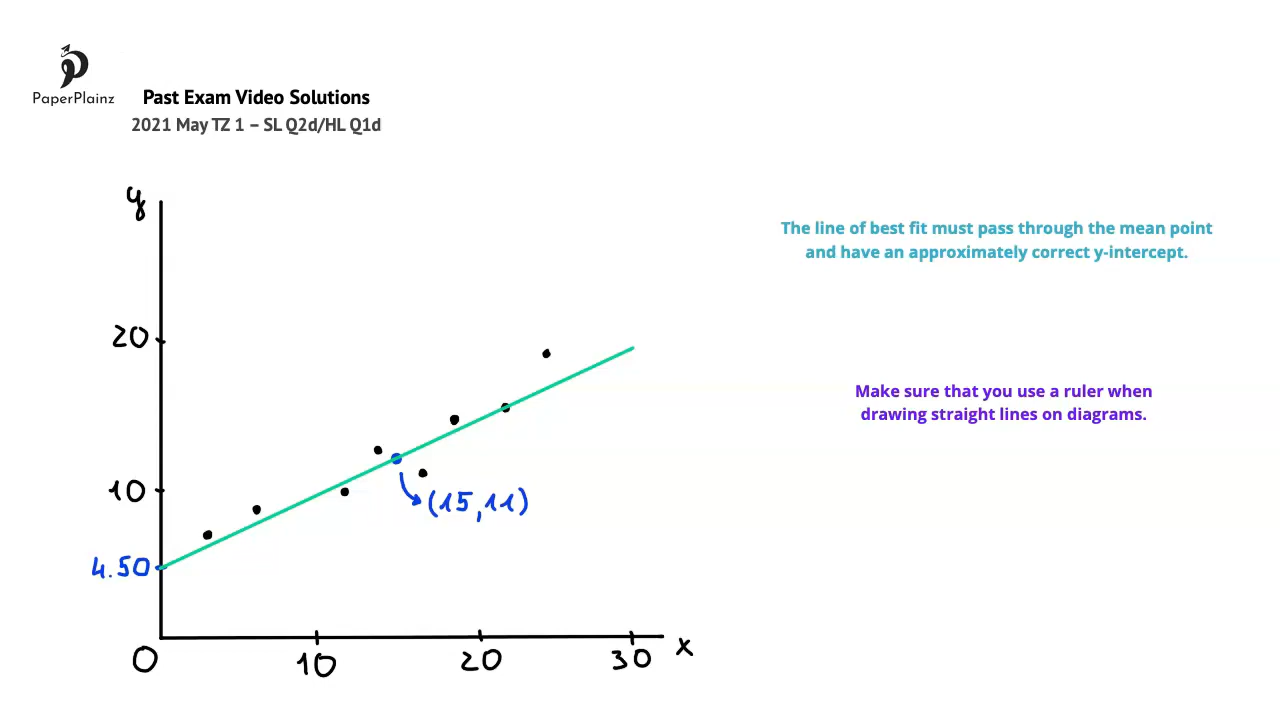 PaperPlainz
Past Exam Video Solutions
2021 May TZ 1 – SL Q2d/HL Q1d
y
The line of best fit must pass through the mean point
and have an approximately correct y-intercept.
20
Make sure that you use a ruler when
drawing straight lines on diagrams.
10
(15,11)
4.50
0
10
20
30
x